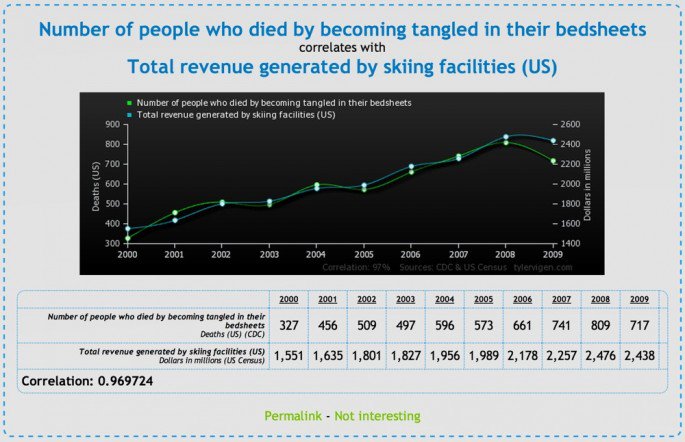 Number of people who died by becoming tangled in their bedsheets
correlates with
Total revenue generated by skiing facilities (US)
Number of people who died by becoming tangled in their bedsheets
Total revenue generated by skiing facilities (US)
900
800
700
600
500
400
300
Deaths (US)
2600
2400
2200
2000
1800
1600
1400
Dollars in millions
2000 2001 2002 2003 2004 2005 2006 2007 2008 2009
Correlation: 97% Sources: CDC & US Census tylervigen.com
2000 2001 2002 2003 2004 2005 2006 2007 2008 2009
Number of people who died by becoming tangled in their
bedsheets
Deaths (US) (CDC)
327 456 509 497 596 573 661 741 809 717
Total revenue generated by skiing facilities (US)
Dollars in millions (US Census)
1,551 1,635 1,801 1,827 1,956 1,989 2,178 2,257 2,476 2,438
Correlation: 0.969724
Permalink - Not interesting